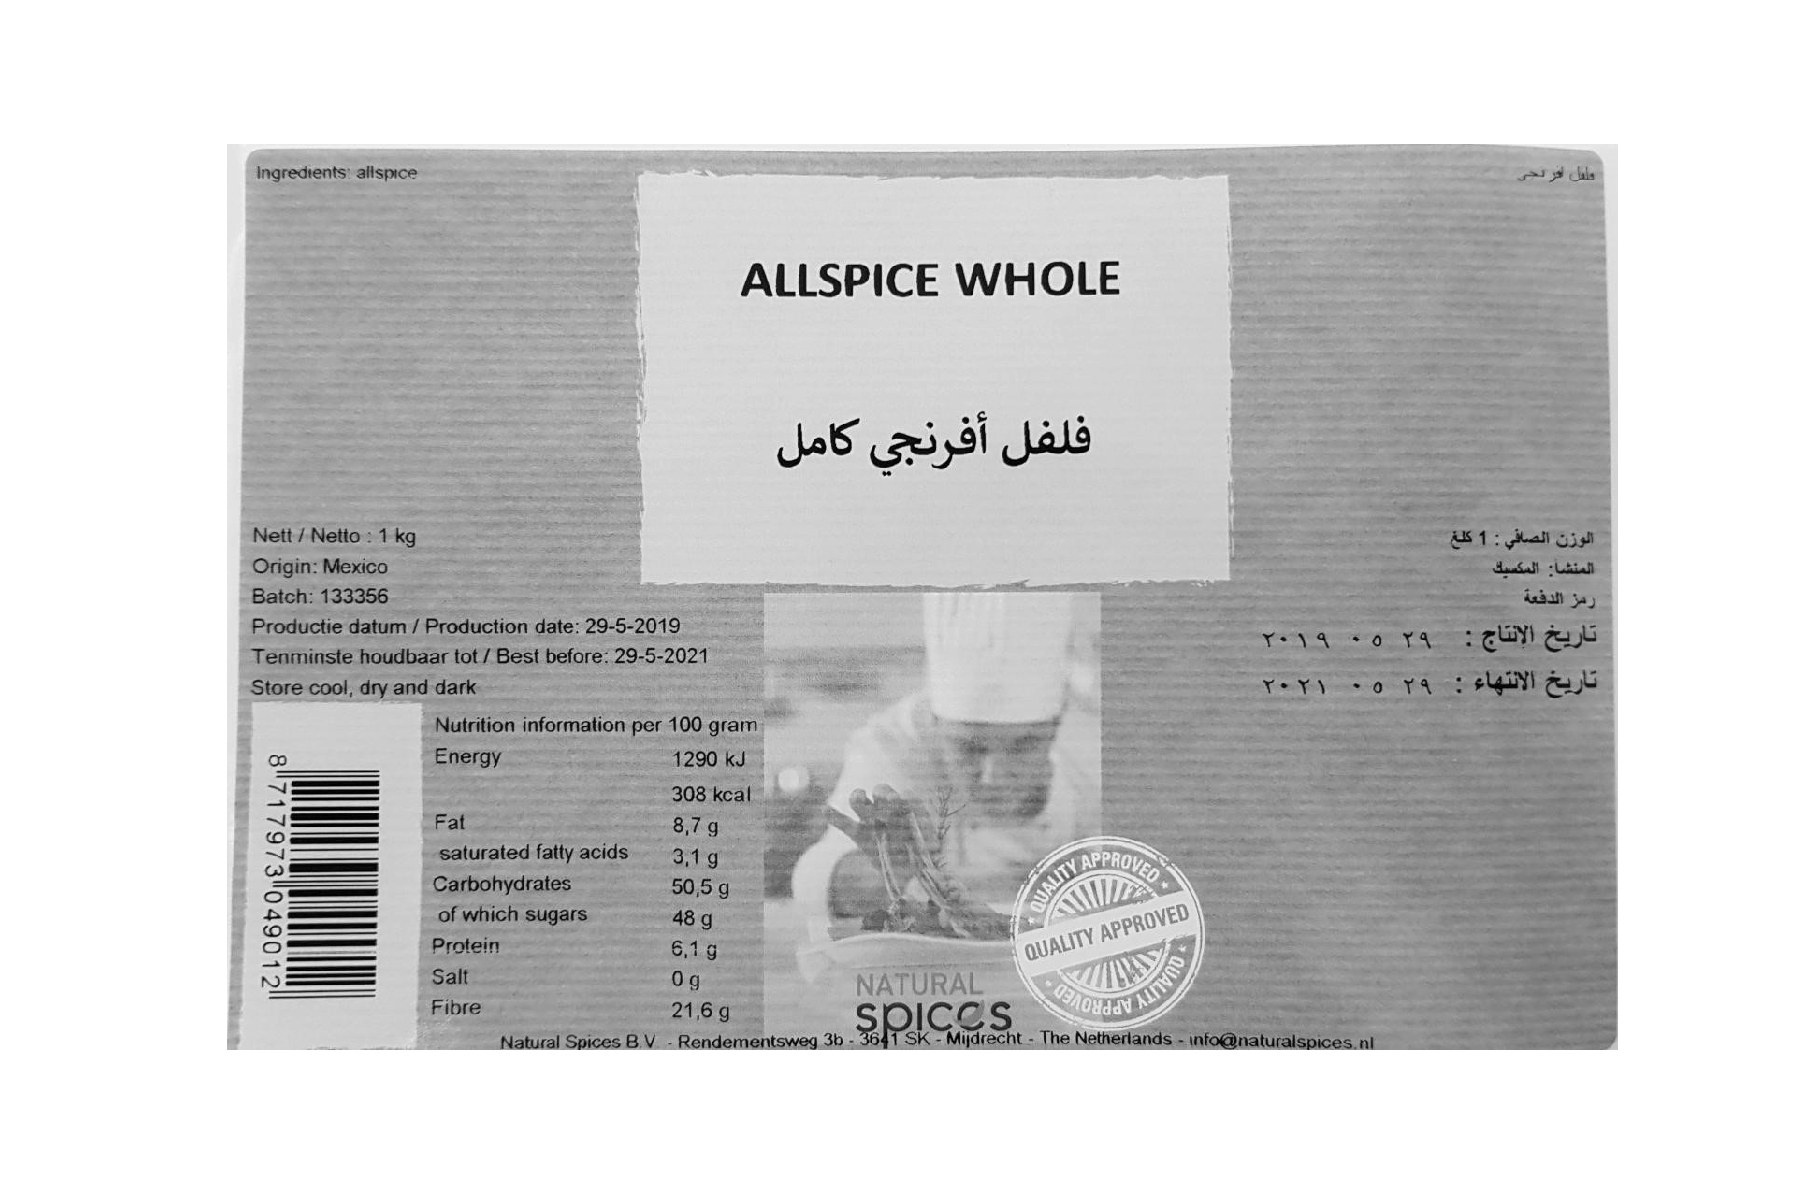 Ingredients: allspice
فلفل افرنجي
ALLSPICE WHOLE
فلفل أفرنجي كامل
Nett / Netto : 1 kg
Origin: Mexico
Batch: 133356
Productie datum / Production date: 29-5-2019
Tenminste houdbaar tot / Best before: 29-5-2021
Store cool, dry and dark
الوزن الصافي : 1 كلغ
المنشا: المكسيك
رمز الدفعة
تاريخ الانتاج : ٢٩ ٠٥ ٢٠١٩
تاريخ الانتهاء : ٢٩ ٠٥ ٢٠٢١
Nutrition information per 100 gram
Energy 1290 kJ
308 kcal
Fat 8,7 g
saturated fatty acids 3,1 g
Carbohydrates 50,5 g
of which sugars 48 g
Protein 6,1 g
Salt 0 g
Fibre 21,6 g
8 717973 049012
QUALITY APPROVED
QUALITY APPROVED
QUALITY APPROVED
NATURAL
spices
Natural Spices B.V. - Rendementsweg 3b - 3641 SK - Mijdrecht - The Netherlands - info@naturalspices.nl